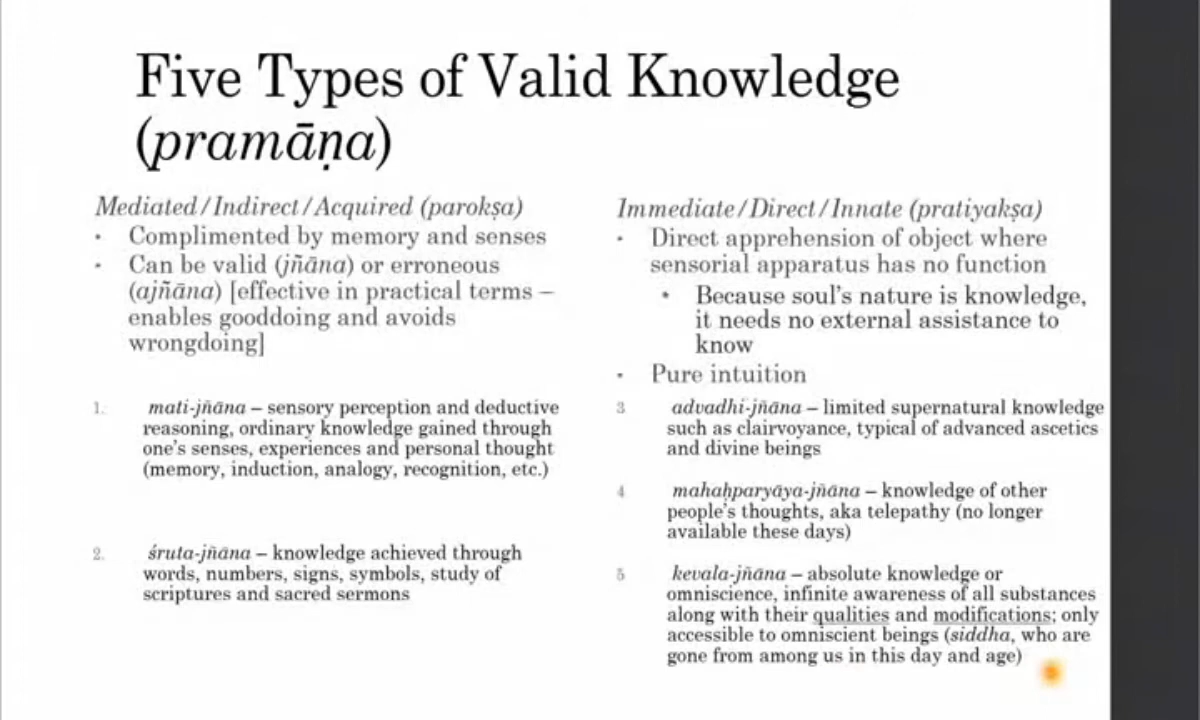 Five Types of Valid Knowledge
(pramāṇa)
Mediated/Indirect/Acquired (parokṣa)
• Complimented by memory and senses
• Can be valid (jñāna) or erroneous
(ajñāna) [effective in practical terms –
enables gooddoing and avoids
wrongdoing]
1. mati-jñāna – sensory perception and deductive
reasoning, ordinary knowledge gained through
one's senses, experiences and personal thought
(memory, induction, analogy, recognition, etc.)
2. śruta-jñāna – knowledge achieved through
words, numbers, signs, symbols, study of
scriptures and sacred sermons
Immediate/Direct/Innate (pratiyakṣa)
• Direct apprehension of object where
sensorial apparatus has no function
• Because soul's nature is knowledge,
it needs no external assistance to
know
• Pure intuition
3 advadhi-jñāna – limited supernatural knowledge
such as clairvoyance, typical of advanced ascetics
and divine beings
4 mahaḥparyāya-jñāna – knowledge of other
people's thoughts, aka telepathy (no longer
available these days)
5 kevala-jñāna – absolute knowledge or
omniscience, infinite awareness of all substances
along with their qualities and modifications; only
accessible to omniscient beings (siddha, who are
gone from among us in this day and age)